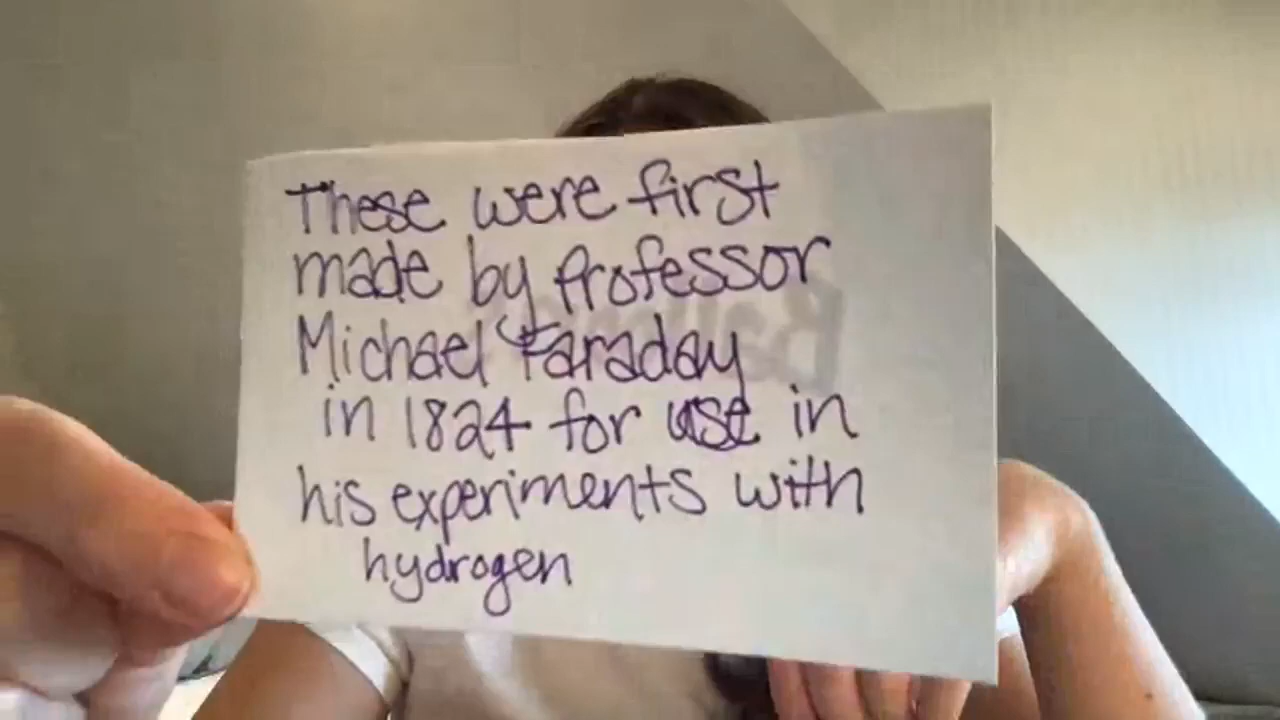 These were first
made by Professor
Michael Faraday
in 1824 for use in
his experiments with
hydrogen